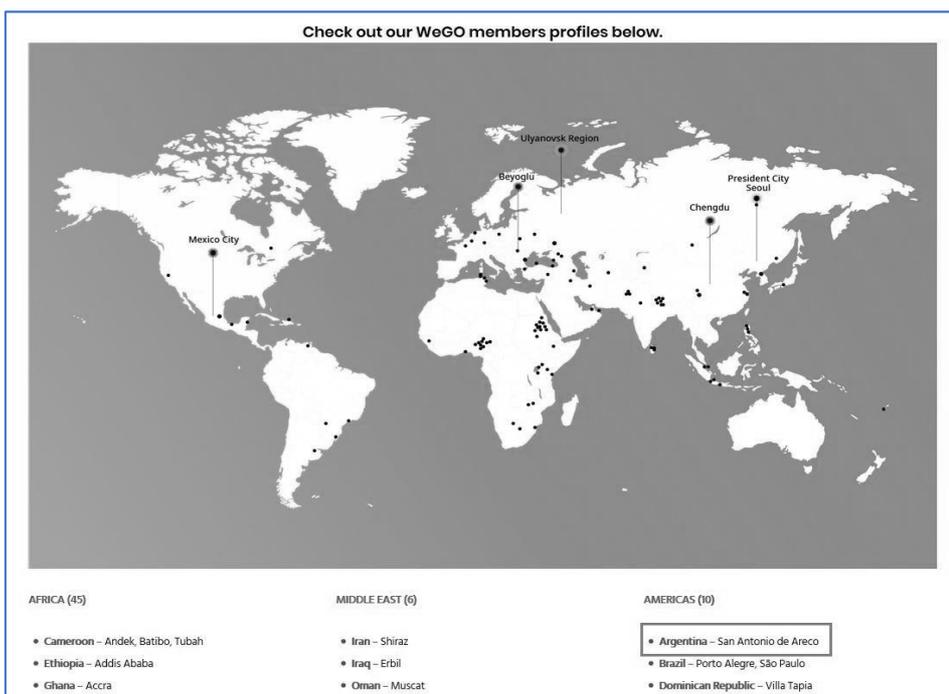 Check out our WeGO members profiles below.
Ulyanovsk Region
Beyoglu
President City
Seoul
Chengdu
Mexico City
AFRICA (45)
MIDDLE EAST (6)
AMERICAS (10)
• Cameroon – Andek, Batibo, Tubah
• Iran – Shiraz
• Argentina – San Antonio de Areco
• Ethiopia – Addis Ababa
• Iraq – Erbil
• Brazil – Porto Alegre, São Paulo
• Ghana – Accra
• Oman – Muscat
• Dominican Republic – Villa Tapia